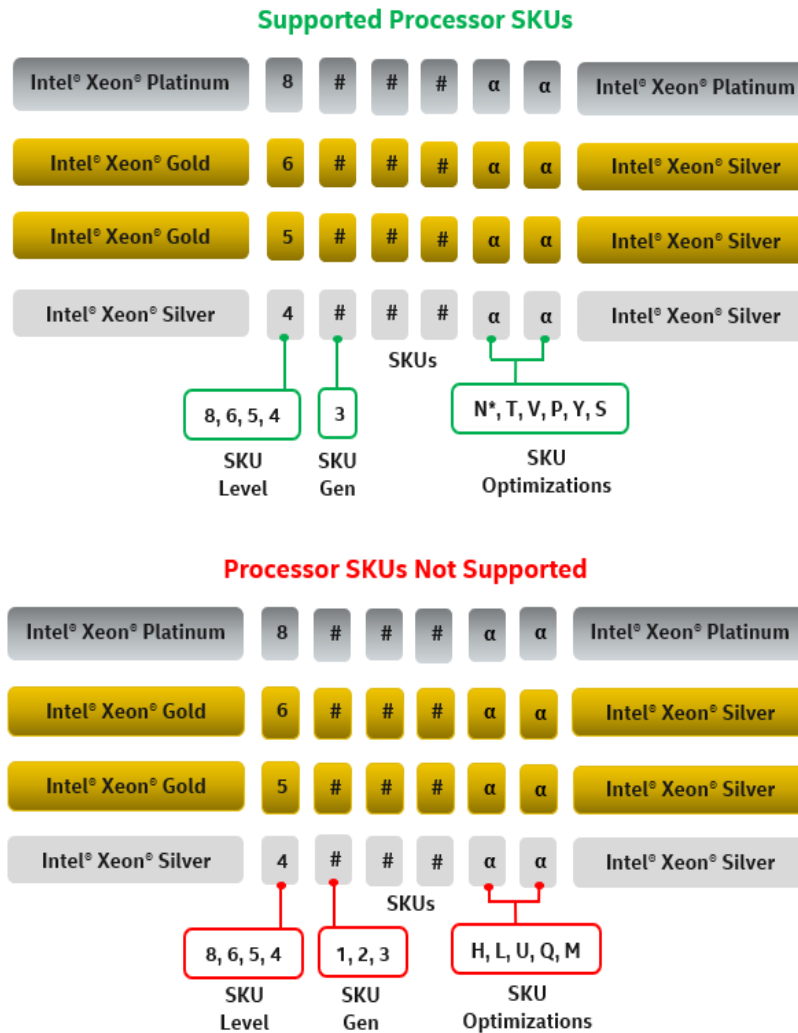 Supported Processor SKUs
Intel® Xeon® Platinum 8 # # # α α Intel® Xeon® Platinum
Intel® Xeon® Gold 6 # # # α α Intel® Xeon® Silver
Intel® Xeon® Gold 5 # # # α α Intel® Xeon® Silver
Intel® Xeon® Silver 4 # # # α α Intel® Xeon® Silver
SKUs
8, 6, 5, 4 3 N*, T, V, P, Y, S
SKU SKU SKU
Level Gen Optimizations
Processor SKUs Not Supported
Intel® Xeon® Platinum 8 # # # α α Intel® Xeon® Platinum
Intel® Xeon® Gold 6 # # # α α Intel® Xeon® Silver
Intel® Xeon® Gold 5 # # # α α Intel® Xeon® Silver
Intel® Xeon® Silver 4 # # # α α Intel® Xeon® Silver
SKUs
8, 6, 5, 4 1, 2, 3 H, L, U, Q, M
SKU SKU SKU
Level Gen Optimizations